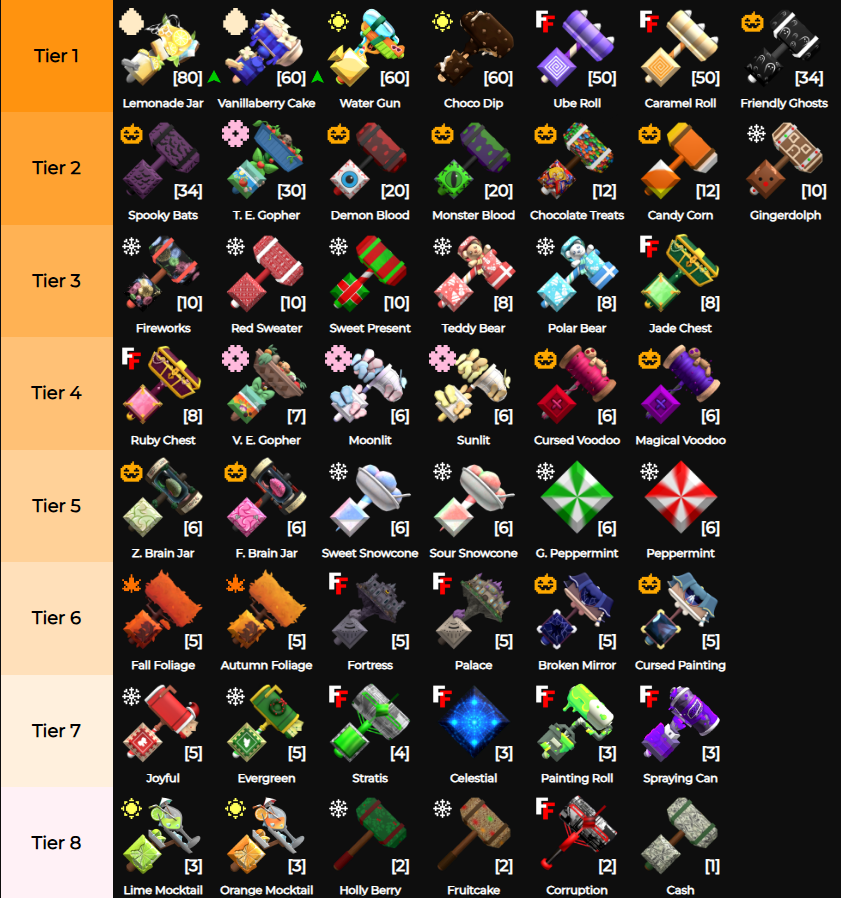 Tier 1
[80] [60] [60] [60] [50] [50] [34]
Lemonade Jar Vanillaberry Cake Water Gun Choco Dip Ube Roll Caramel Roll Friendly Ghosts
Tier 2
[34] [30] [20] [20] [12] [12] [10]
Spooky Bats T. E. Gopher Demon Blood Monster Blood Chocolate Treats Candy Corn Gingerdolph
Tier 3
[10] [10] [10] [8] [8] [8]
Fireworks Red Sweater Sweet Present Teddy Bear Polar Bear Jade Chest
Tier 4
[8] [7] [6] [6] [6] [6]
Ruby Chest V. E. Gopher Moonlit Sunlit Cursed Voodoo Magical Voodoo
Tier 5
[6] [6] [6] [6] [6] [6]
Z. Brain Jar F. Brain Jar Sweet Snowcone Sour Snowcone G. Peppermint Peppermint
Tier 6
[5] [5] [5] [5] [5] [5]
Fall Foliage Autumn Foliage Fortress Palace Broken Mirror Cursed Painting
Tier 7
[5] [5] [4] [3] [3] [3]
Joyful Evergreen Stratis Celestial Painting Roll Spraying Can
Tier 8
[3] [3] [2] [2] [2] [1]
Lime Mocktail Orange Mocktail Holly Berry Fruitcake Corruption Cash